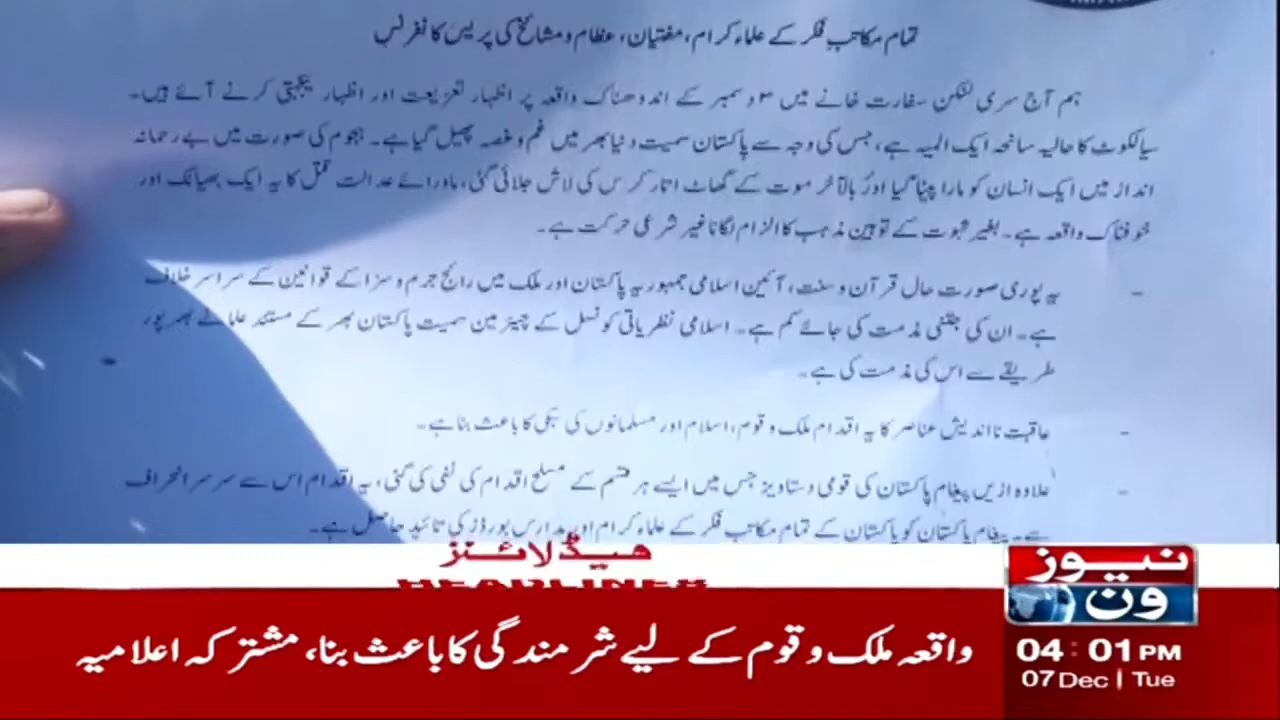 تمام مکاتبِ فکر کے علماء کرام، مفتیان، عظام و مشائخ کی پریس کانفرنس
ہم آج سری لنکن سفارت خانے میں ۳ دسمبر کے اندوھناک واقعہ پر اظہار تعزیت اور اظہار یکجہتی کرنے آئے ہیں۔
سیالکوٹ کا حالیہ سانحہ ایک المیہ ہے، جس کی وجہ سے پاکستان سمیت دنیا بھر میں غم و غصہ پھیل گیا ہے۔ ہجوم کی صورت میں بے رحمانہ
انداز میں ایک انسان کو مارا پیٹا گیا اور بالآخر موت کے گھاٹ اتار کر اس کی لاش جلائی گئی، ماورائے عدالت قتل کا یہ ایک بھیانک اور
خوفناک واقعہ ہے۔ بغیر ثبوت کے توہین مذہب کا الزام لگانا غیر شرعی حرکت ہے۔
- یہ پوری صورت حال قرآن و سنت، آئین اسلامی جمہوریہ پاکستان اور ملک میں رائج جرم و سزا کے قوانین کے سراسر خلاف
ہے۔ ان کی جتنی مذمت کی جائے کم ہے۔ اسلامی نظریاتی کونسل کے چیئرمین سمیت پاکستان بھر کے مستند علما نے بھرپور
طریقے سے اس کی مذمت کی ہے۔
- عاقبت نااندیش عناصر کا یہ اقدام ملک و قوم، اسلام اور مسلمانوں کی سبکی کا باعث بنا ہے۔
- علاوہ ازیں پیغام پاکستان کی قومی دستاویز جس میں ایسے ہر قسم کے مسلح اقدام کی نفی کی گئی، یہ اقدام اس سے سرسر انحراف
ہے۔ پیغام پاکستان کو پاکستان کے تمام مکاتب فکر کے علماء کرام اور مدارس بورڈز کی تائید حاصل ہے۔
ھیڈلائنز
HEADLINES
نیوز
ون
واقعہ ملک و قوم کے لیے شرمندگی کا باعث بنا، مشترکہ اعلامیہ
04:01 PM
07 Dec | Tue